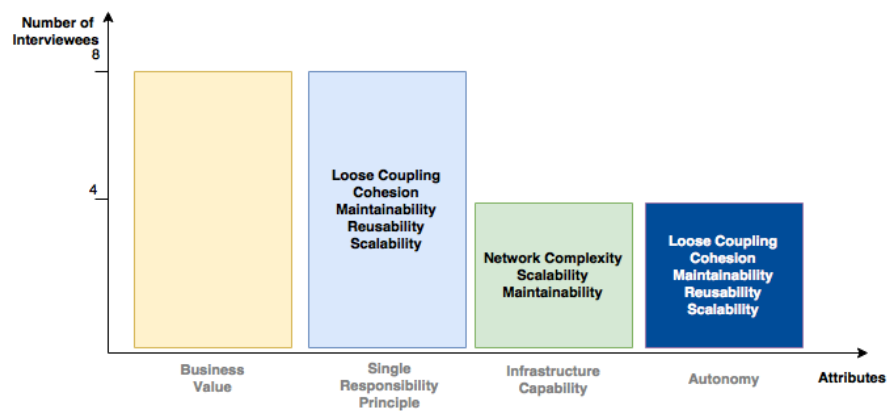 Number of
Interviewees
8
4
Loose Coupling
Cohesion
Maintainability
Reusability
Scalability
Network Complexity
Scalability
Maintainability
Loose Coupling
Cohesion
Maintainability
Reusability
Scalability
Business
Value
Single
Responsibility
Principle
Infrastructure
Capability
Autonomy
Attributes